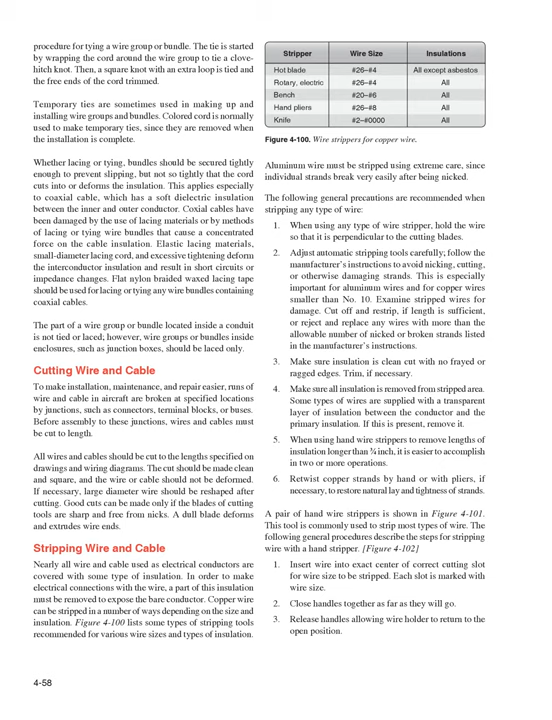 procedure for tying a wire group or bundle. The tie is started
by wrapping the cord around the wire group to tie a clove-
hitch knot. Then, a square knot with an extra loop is tied and
the free ends of the cord trimmed.
Temporary ties are sometimes used in making up and
installing wire groups and bundles. Colored cord is normally
used to make temporary ties, since they are removed when
the installation is complete.
Whether lacing or tying, bundles should be secured tightly
enough to prevent slipping, but not so tightly that the cord
cuts into or deforms the insulation. This applies especially
to coaxial cable, which has a soft dielectric insulation
between the inner and outer conductor. Coxial cables have
been damaged by the use of lacing materials or by methods
of lacing or tying wire bundles that cause a concentrated
force on the cable insulation. Elastic lacing materials,
small-diameter lacing cord, and excessive tightening deform
the interconductor insulation and result in short circuits or
impedance changes. Flat nylon braided waxed lacing tape
should be used for lacing or tying any wire bundles containing
coaxial cables.
The part of a wire group or bundle located inside a conduit
is not tied or laced; however, wire groups or bundles inside
enclosures, such as junction boxes, should be laced only.
Cutting Wire and Cable
To make installation, maintenance, and repair easier, runs of
wire and cable in aircraft are broken at specified locations
by junctions, such as connectors, terminal blocks, or buses.
Before assembly to these junctions, wires and cables must
be cut to length.
All wires and cables should be cut to the lengths specified on
drawings and wiring diagrams. The cut should be made clean
and square, and the wire or cable should not be deformed.
If necessary, large diameter wire should be reshaped after
cutting. Good cuts can be made only if the blades of cutting
tools are sharp and free from nicks. A dull blade deforms
and extrudes wire ends.
Stripping Wire and Cable
Nearly all wire and cable used as electrical conductors are
covered with some type of insulation. In order to make
electrical connections with the wire, a part of this insulation
must be removed to expose the bare conductor. Copper wire
can be stripped in a number of ways depending on the size and
insulation. Figure 4-100 lists some types of stripping tools
recommended for various wire sizes and types of insulation.
Stripper Wire Size Insulations
Hot blade #26–#4 All except asbestos
Rotary, electric #26–#4 All
Bench #20–#6 All
Hand pliers #26–#8 All
Knife #2–#0000 All
Figure 4-100. Wire strippers for copper wire.
Aluminum wire must be stripped using extreme care, since
individual strands break very easily after being nicked.
The following general precautions are recommended when
stripping any type of wire:
1. When using any type of wire stripper, hold the wire
so that it is perpendicular to the cutting blades.
2. Adjust automatic stripping tools carefully; follow the
manufacturer's instructions to avoid nicking, cutting,
or otherwise damaging strands. This is especially
important for aluminum wires and for copper wires
smaller than No. 10. Examine stripped wires for
damage. Cut off and restrip, if length is sufficient,
or reject and replace any wires with more than the
allowable number of nicked or broken strands listed
in the manufacturer's instructions.
3. Make sure insulation is clean cut with no frayed or
ragged edges. Trim, if necessary.
4. Make sure all insulation is removed from stripped area.
Some types of wires are supplied with a transparent
layer of insulation between the conductor and the
primary insulation. If this is present, remove it.
5. When using hand wire strippers to remove lengths of
insulation longer than ¾ inch, it is easier to accomplish
in two or more operations.
6. Retwist copper strands by hand or with pliers, if
necessary, to restore natural lay and tightness of strands.
A pair of hand wire strippers is shown in Figure 4-101.
This tool is commonly used to strip most types of wire. The
following general procedures describe the steps for stripping
wire with a hand stripper. [Figure 4-102]
1. Insert wire into exact center of correct cutting slot
for wire size to be stripped. Each slot is marked with
wire size.
2. Close handles together as far as they will go.
3. Release handles allowing wire holder to return to the
open position.
4-58